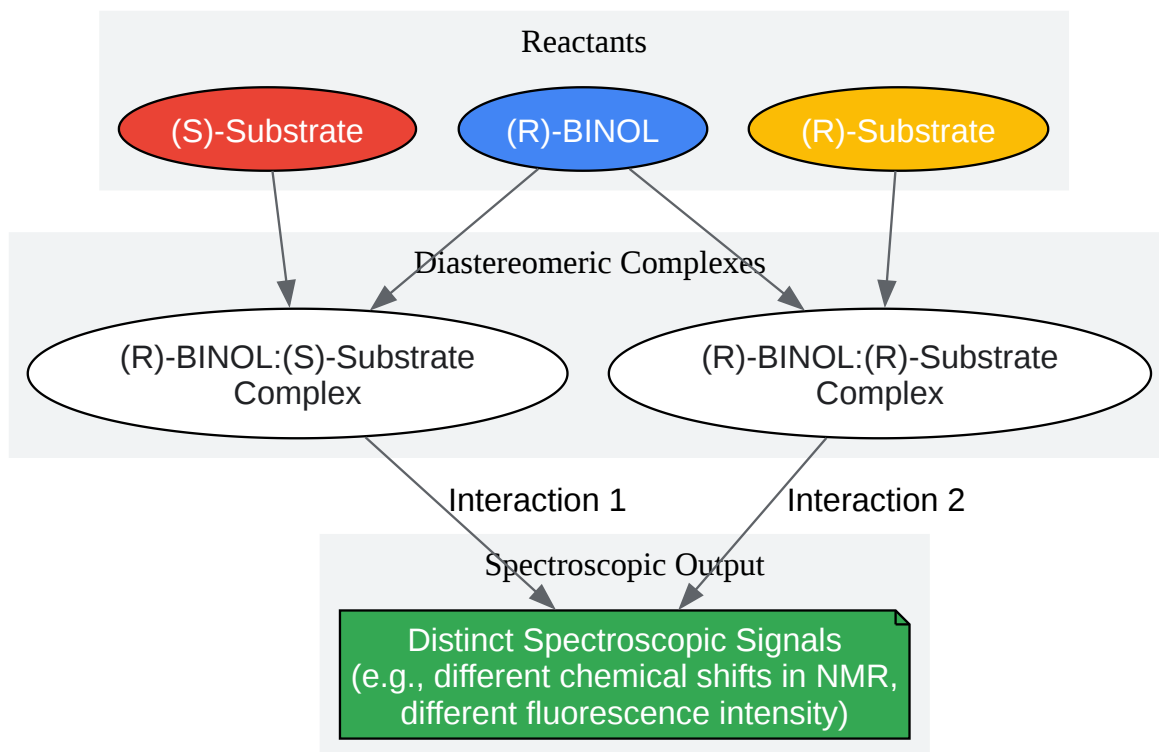 Reactants
(S)-Substrate
(R)-BINOL
(R)-Substrate
Diastereomeric Complexes
(R)-BINOL:(S)-Substrate
Complex
(R)-BINOL:(R)-Substrate
Complex
Interaction 1
Interaction 2
Spectroscopic Output
Distinct Spectroscopic Signals
(e.g., different chemical shifts in NMR,
different fluorescence intensity)